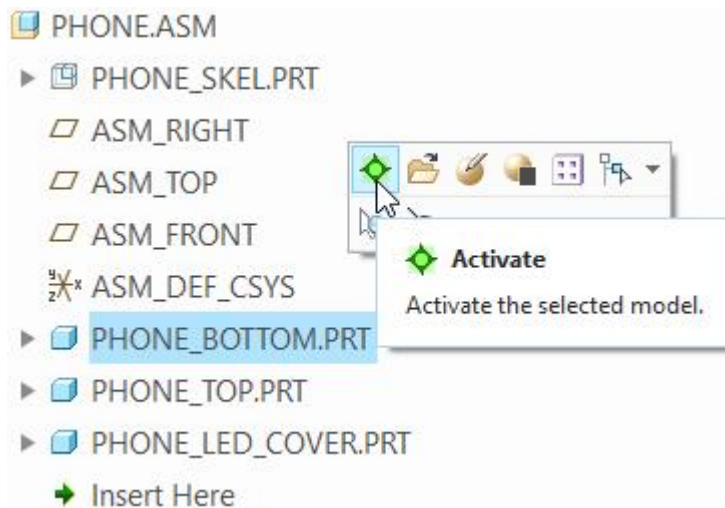 PHONE.ASM
PHONE_SKEL.PRT
ASM_RIGHT
ASM_TOP
ASM_FRONT
ASM_DEF_CSYS
PHONE_BOTTOM.PRT
PHONE_TOP.PRT
PHONE_LED_COVER.PRT
Insert Here
Activate
Activate the selected model.